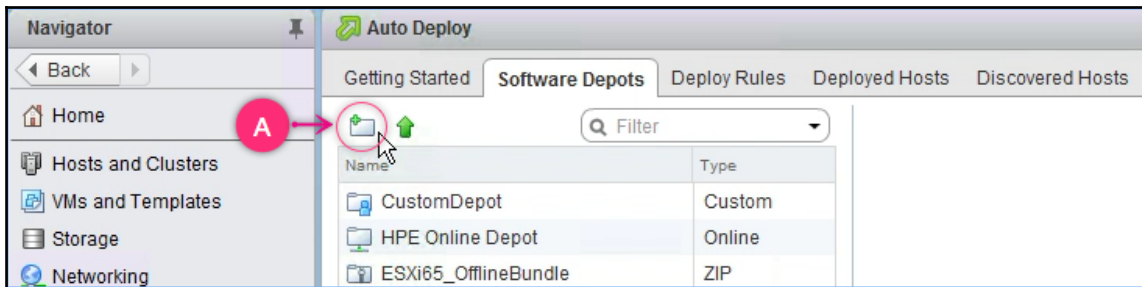 Navigator
Auto Deploy
Back
Getting Started Software Depots Deploy Rules Deployed Hosts Discovered Hosts
Home
A
Filter
Hosts and Clusters
Name Type
VMs and Templates
CustomDepot Custom
Storage
HPE Online Depot Online
Networking
ESXi65_OfflineBundle ZIP